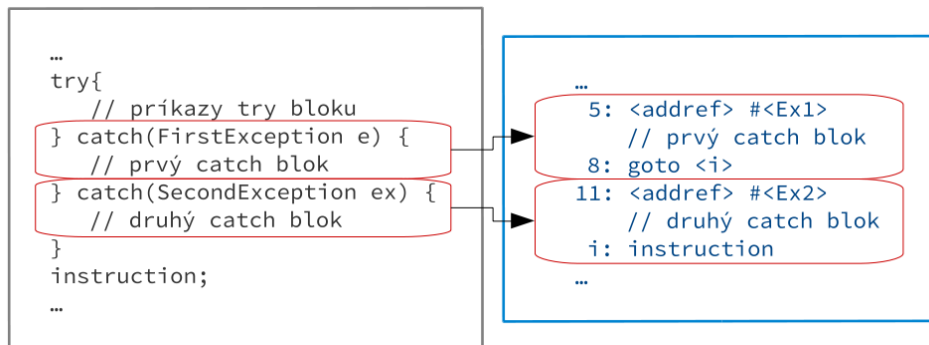 …
try{
// príkazy try bloku
} catch(FirstException e) {
// prvý catch blok
} catch(SecondException ex) {
// druhý catch blok
}
instruction;
…
…
5: <addref> #<Ex1>
// prvý catch blok
8: goto <i>
11: <addref> #<Ex2>
// druhý catch blok
i: instruction
…